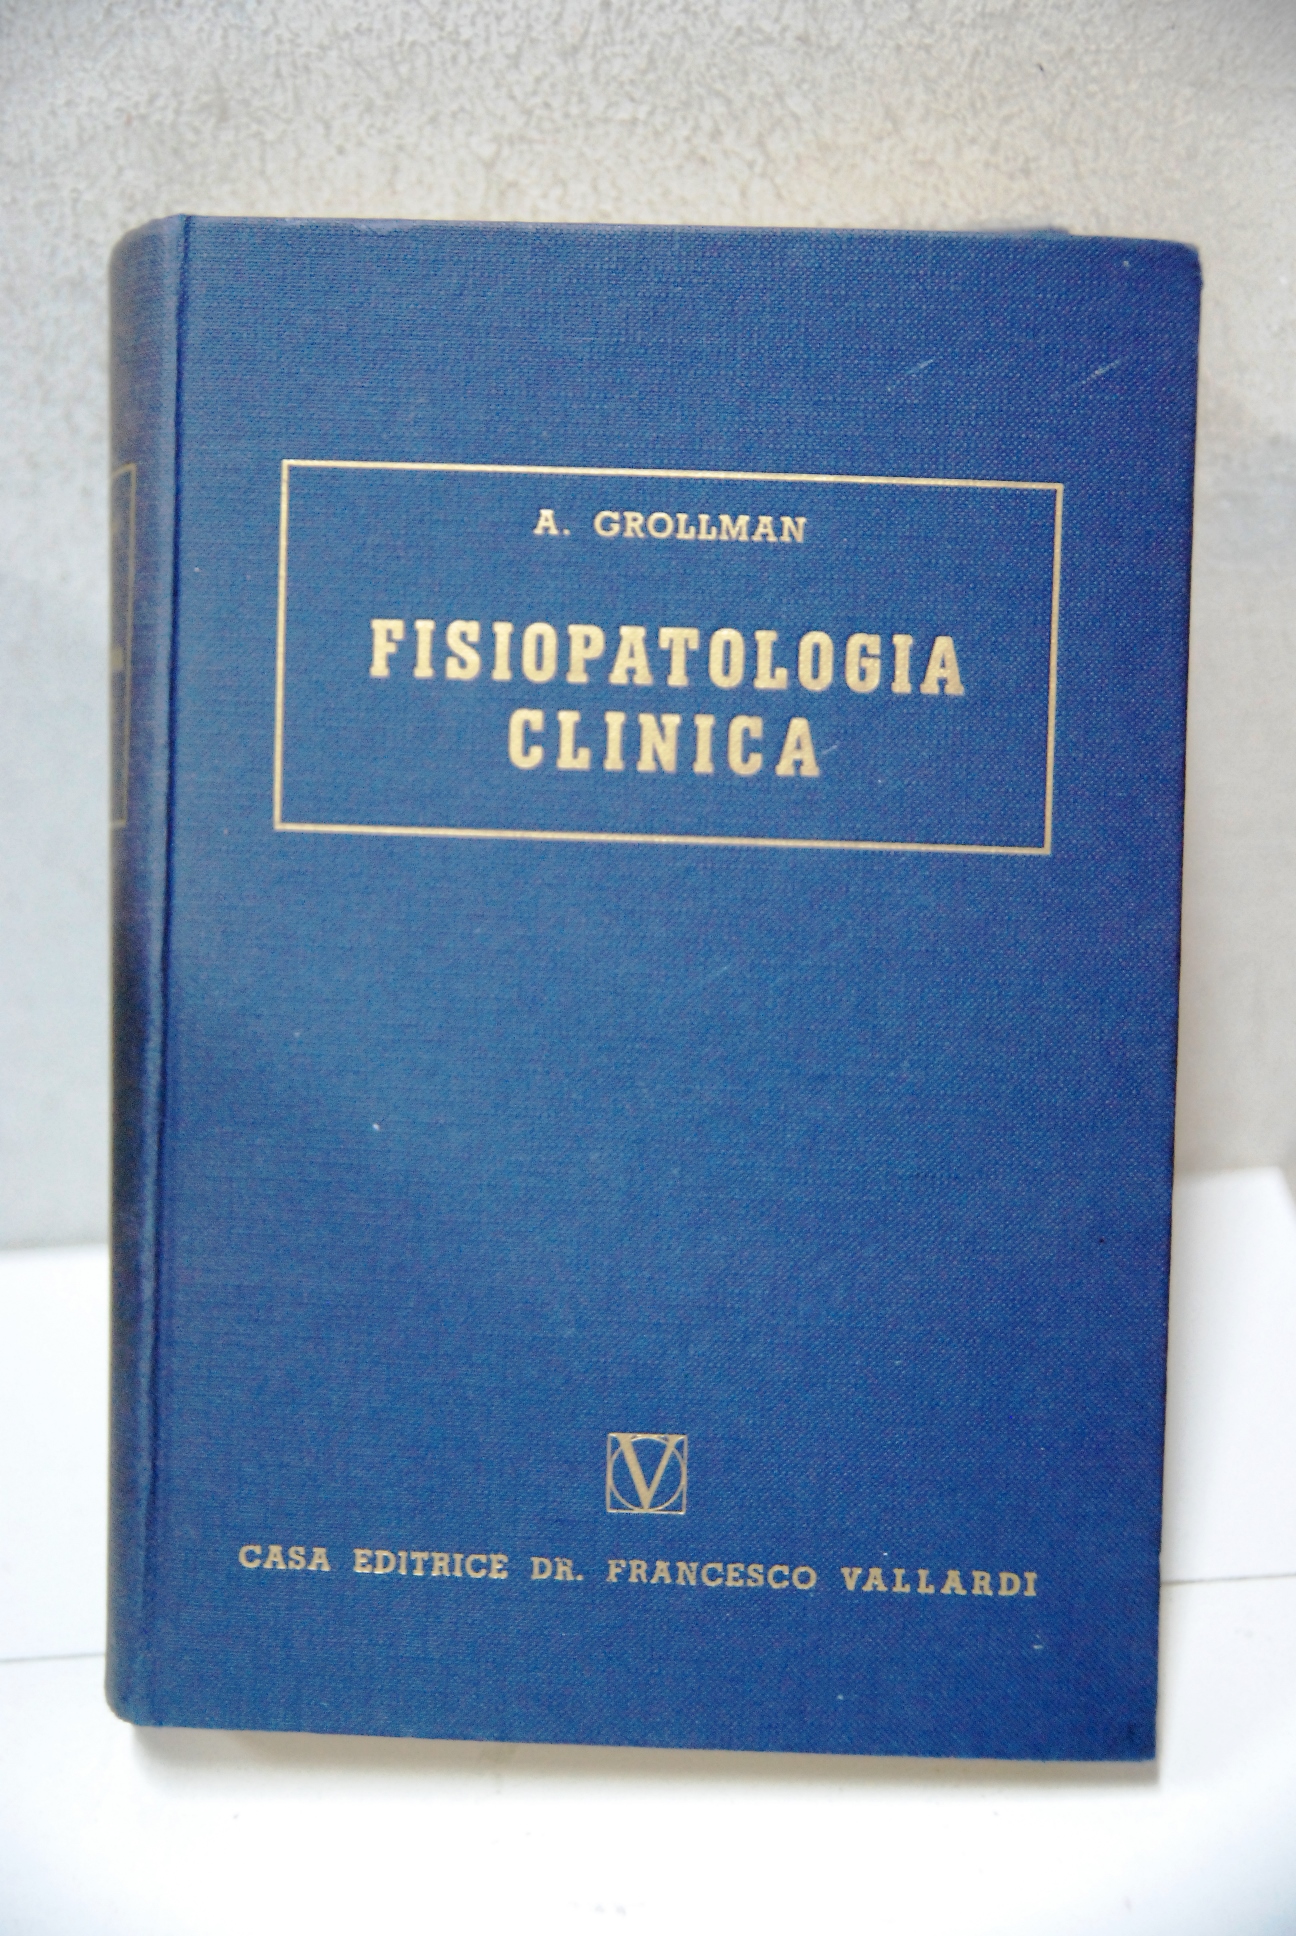 A. GROLLMAN
FISIOPATOLOGIA
CLINICA
V
CASA EDITRICE DR. FRANCESCO VALLARDI